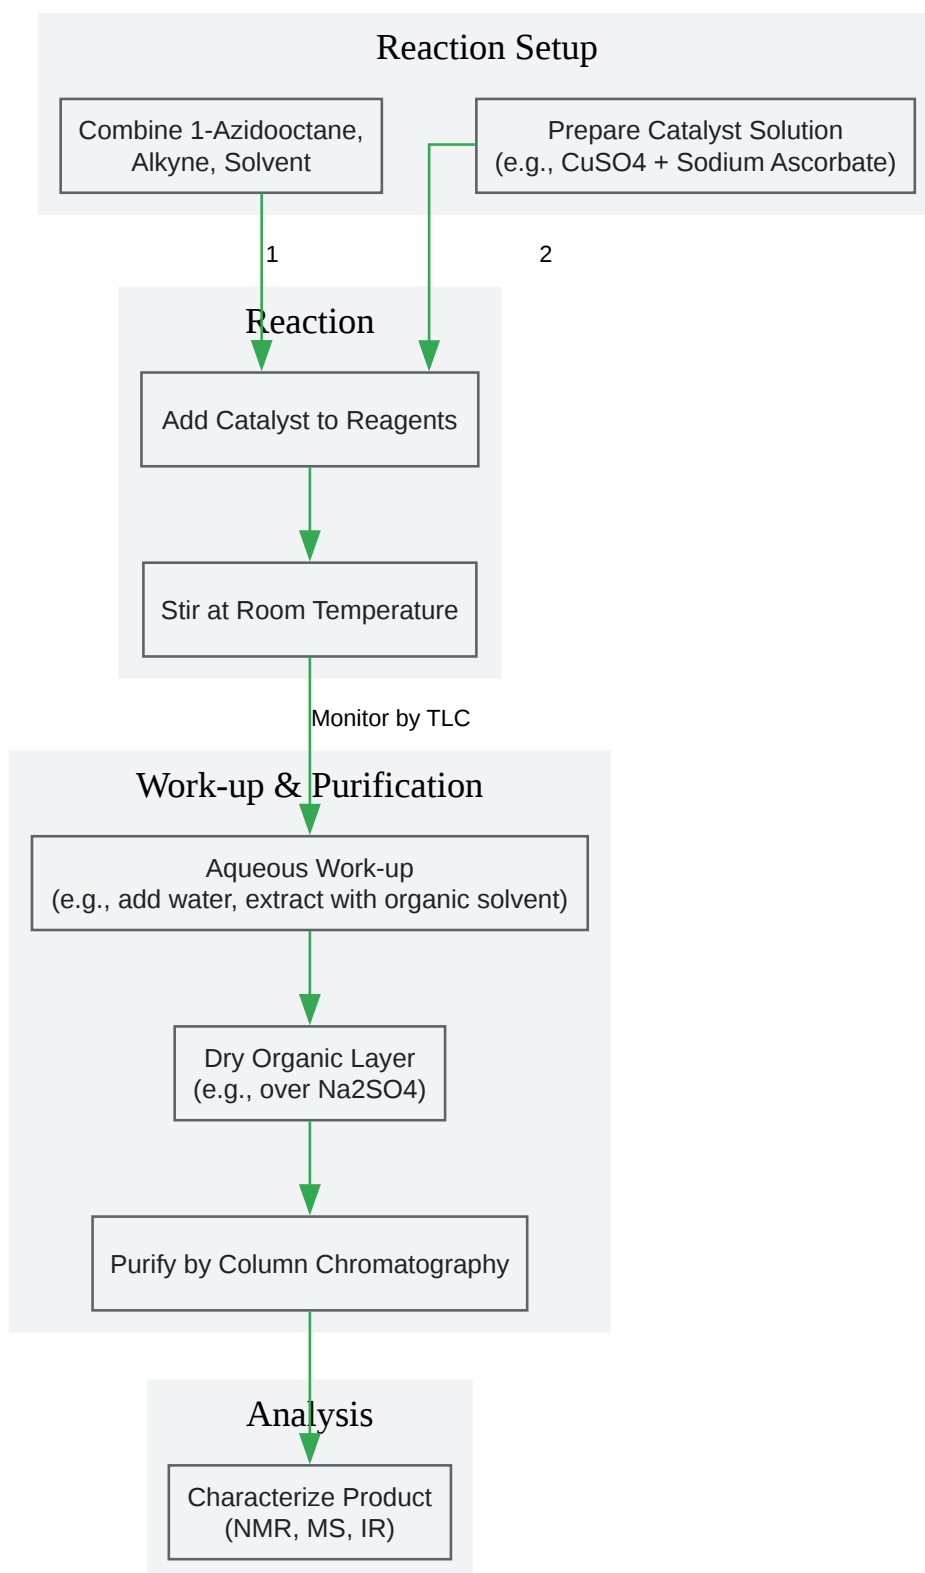 Reaction Setup
Combine 1-Azidooctane,
Alkyne, Solvent
Prepare Catalyst Solution
(e.g., CuSO4 + Sodium Ascorbate)
1
2
Reaction
Add Catalyst to Reagents
Stir at Room Temperature
Monitor by TLC
Work-up & Purification
Aqueous Work-up
(e.g., add water, extract with organic solvent)
Dry Organic Layer
(e.g., over Na2SO4)
Purify by Column Chromatography
Analysis
Characterize Product
(NMR, MS, IR)